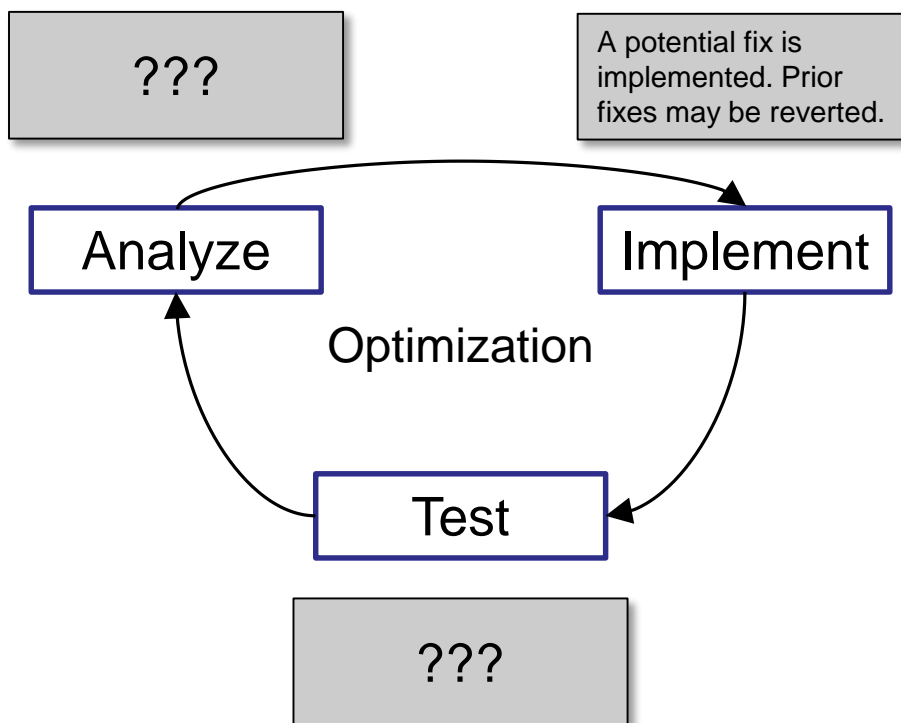 ???
A potential fix is
implemented. Prior
fixes may be reverted.
Analyze
Implement
Optimization
Test
???